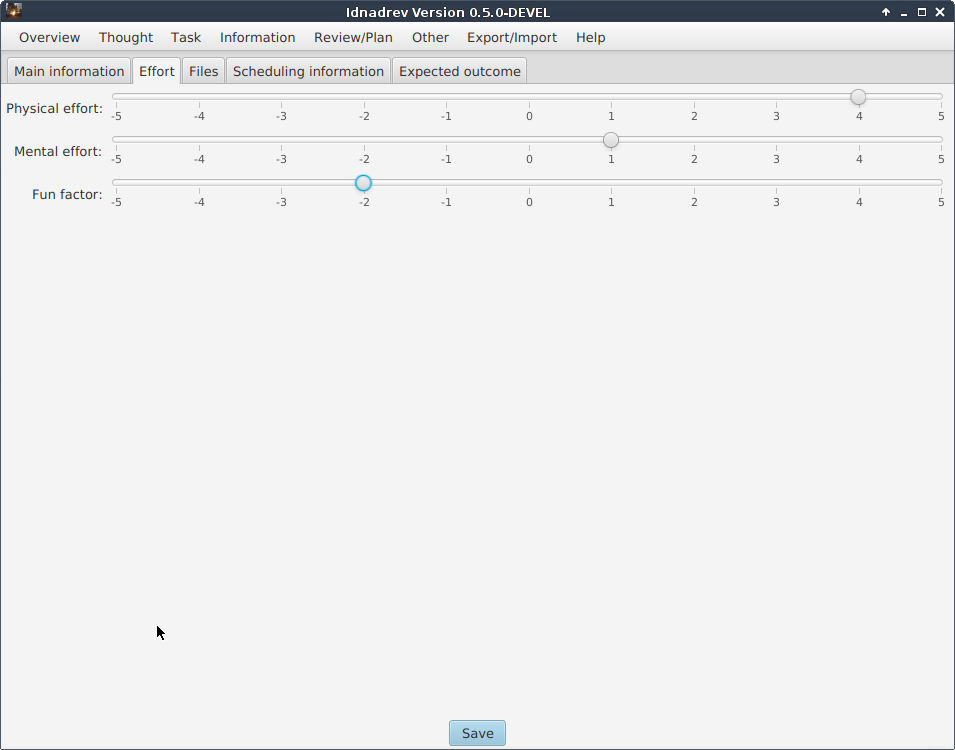 Idnadrev Version 0.5.0-DEVEL
Overview Thought Task Information Review/Plan Other Export/Import Help
Main information Effort Files Scheduling information Expected outcome
Physical effort:
-5 -4 -3 -2 -1 0 1 2 3 4 5
Mental effort:
-5 -4 -3 -2 -1 0 1 2 3 4 5
Fun factor:
-5 -4 -3 -2 -1 0 1 2 3 4 5
Save